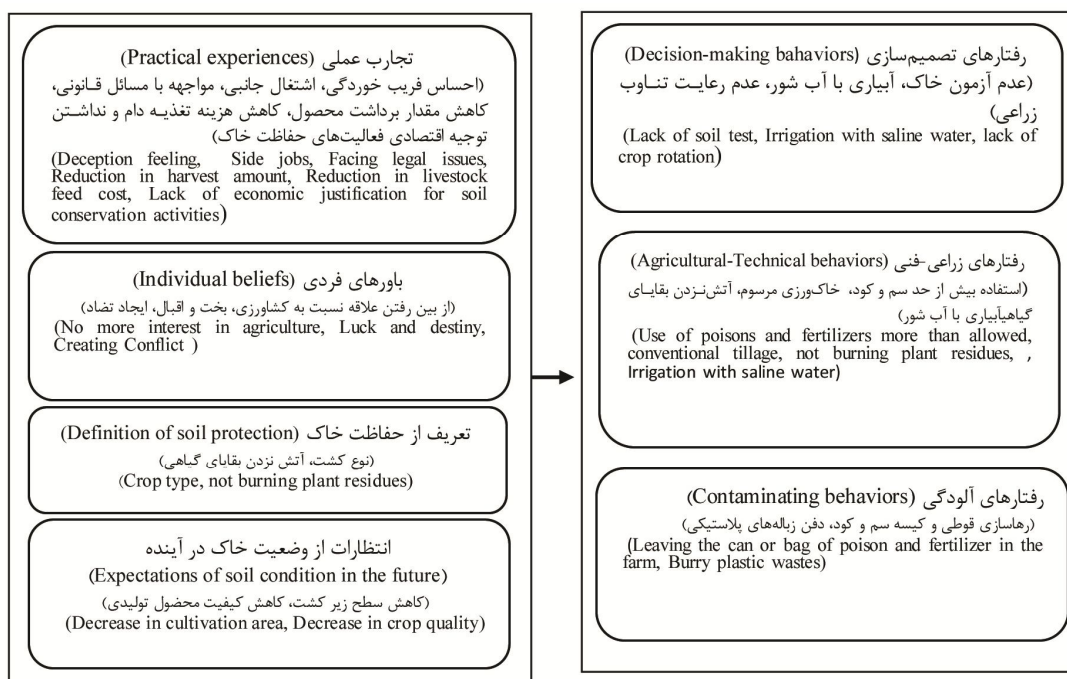 تجارب عملی (Practical experiences)
(احساس فریب خوردگی، اشتغال جانبی، مواجهه با مسائل قانونی،
کاهش مقدار برداشت محصول، کاهش هزینه تغذیه دام و نداشتن
توجیه اقتصادی فعالیت‌های حفاظت خاک)
(Deception feeling, Side jobs, Facing legal issues,
Reduction in harvest amount, Reduction in livestock
feed cost, Lack of economic justification for soil
conservation activities)
باورهای فردی (Individual beliefs)
(از بین رفتن علاقه نسبت به کشاورزی، بخت و اقبال، ایجاد تضاد)
(No more interest in agriculture, Luck and destiny,
Creating Conflict )
تعریف از حفاظت خاک (Definition of soil protection)
(نوع کشت، آتش نزدن بقایای گیاهی)
(Crop type, not burning plant residues)
انتظارات از وضعیت خاک در آینده
(Expectations of soil condition in the future)
(کاهش سطح زیر کشت، کاهش کیفیت محضول تولیدی)
(Decrease in cultivation area, Decrease in crop quality)
رفتارهای تصمیم‌سازی (Decision-making bahaviors)
(عدم آزمون خاک، آبیاری با آب شور، عدم رعایت تناوب
زراعی)
(Lack of soil test, Irrigation with saline water, lack of
crop rotation)
رفتارهای زراعی-فنی (Agricultural-Technical behaviors)
(استفاده بیش از حد سم و کود، خاک‌ورزی مرسوم، آتش‌نزدن بقایای
گیاهیآبیاری با آب شور)
(Use of poisons and fertilizers more than allowed,
conventional tillage, not burning plant residues, ,
Irrigation with saline water)
رفتارهای آلودگی (Contaminating behaviors)
(رهاسازی قوطی و کیسه سم و کود، دفن زباله‌های پلاستیکی)
(Leaving the can or bag of poison and fertilizer in the
farm, Burry plastic wastes)